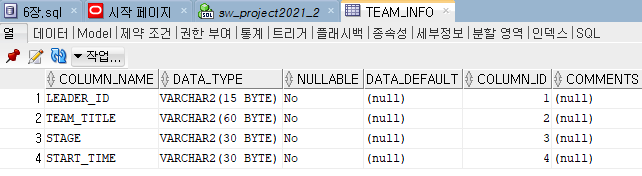 6장,sql 시작 페이지 sw_project2021_2 TEAM_INFO
열 데이터 Model 제약 조건 권한 부여 통계 트리거 플래시백 종속성 세부정보 분할 영역 인덱스 SQL
작업...
COLUMN_NAME DATA_TYPE NULLABLE DATA_DEFAULT COLUMN_ID COMMENTS
1 LEADER_ID VARCHAR2(15 BYTE) No (null) 1 (null)
2 TEAM_TITLE VARCHAR2(60 BYTE) No (null) 2 (null)
3 STAGE VARCHAR2(30 BYTE) No (null) 3 (null)
4 START_TIME VARCHAR2(30 BYTE) No (null) 4 (null)